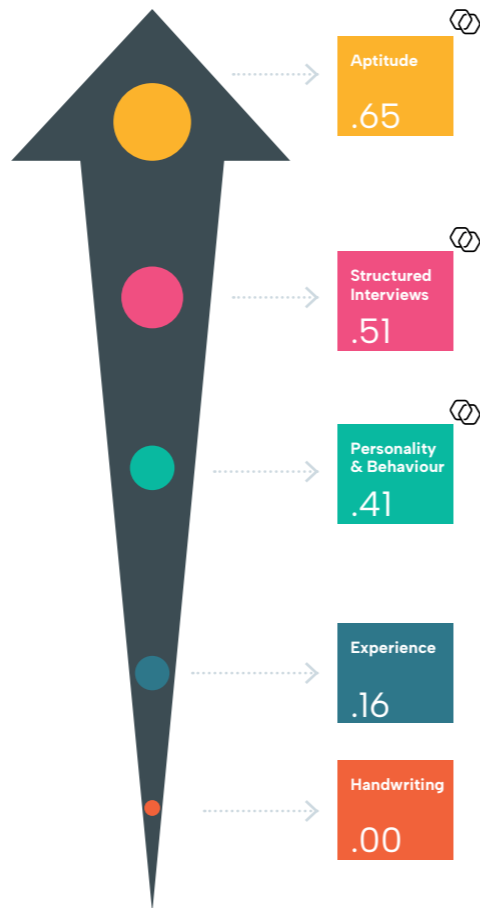 Aptitude
.65
Structured
Interviews
.51
Personality
& Behaviour
.41
Experience
.16
Handwriting
.00